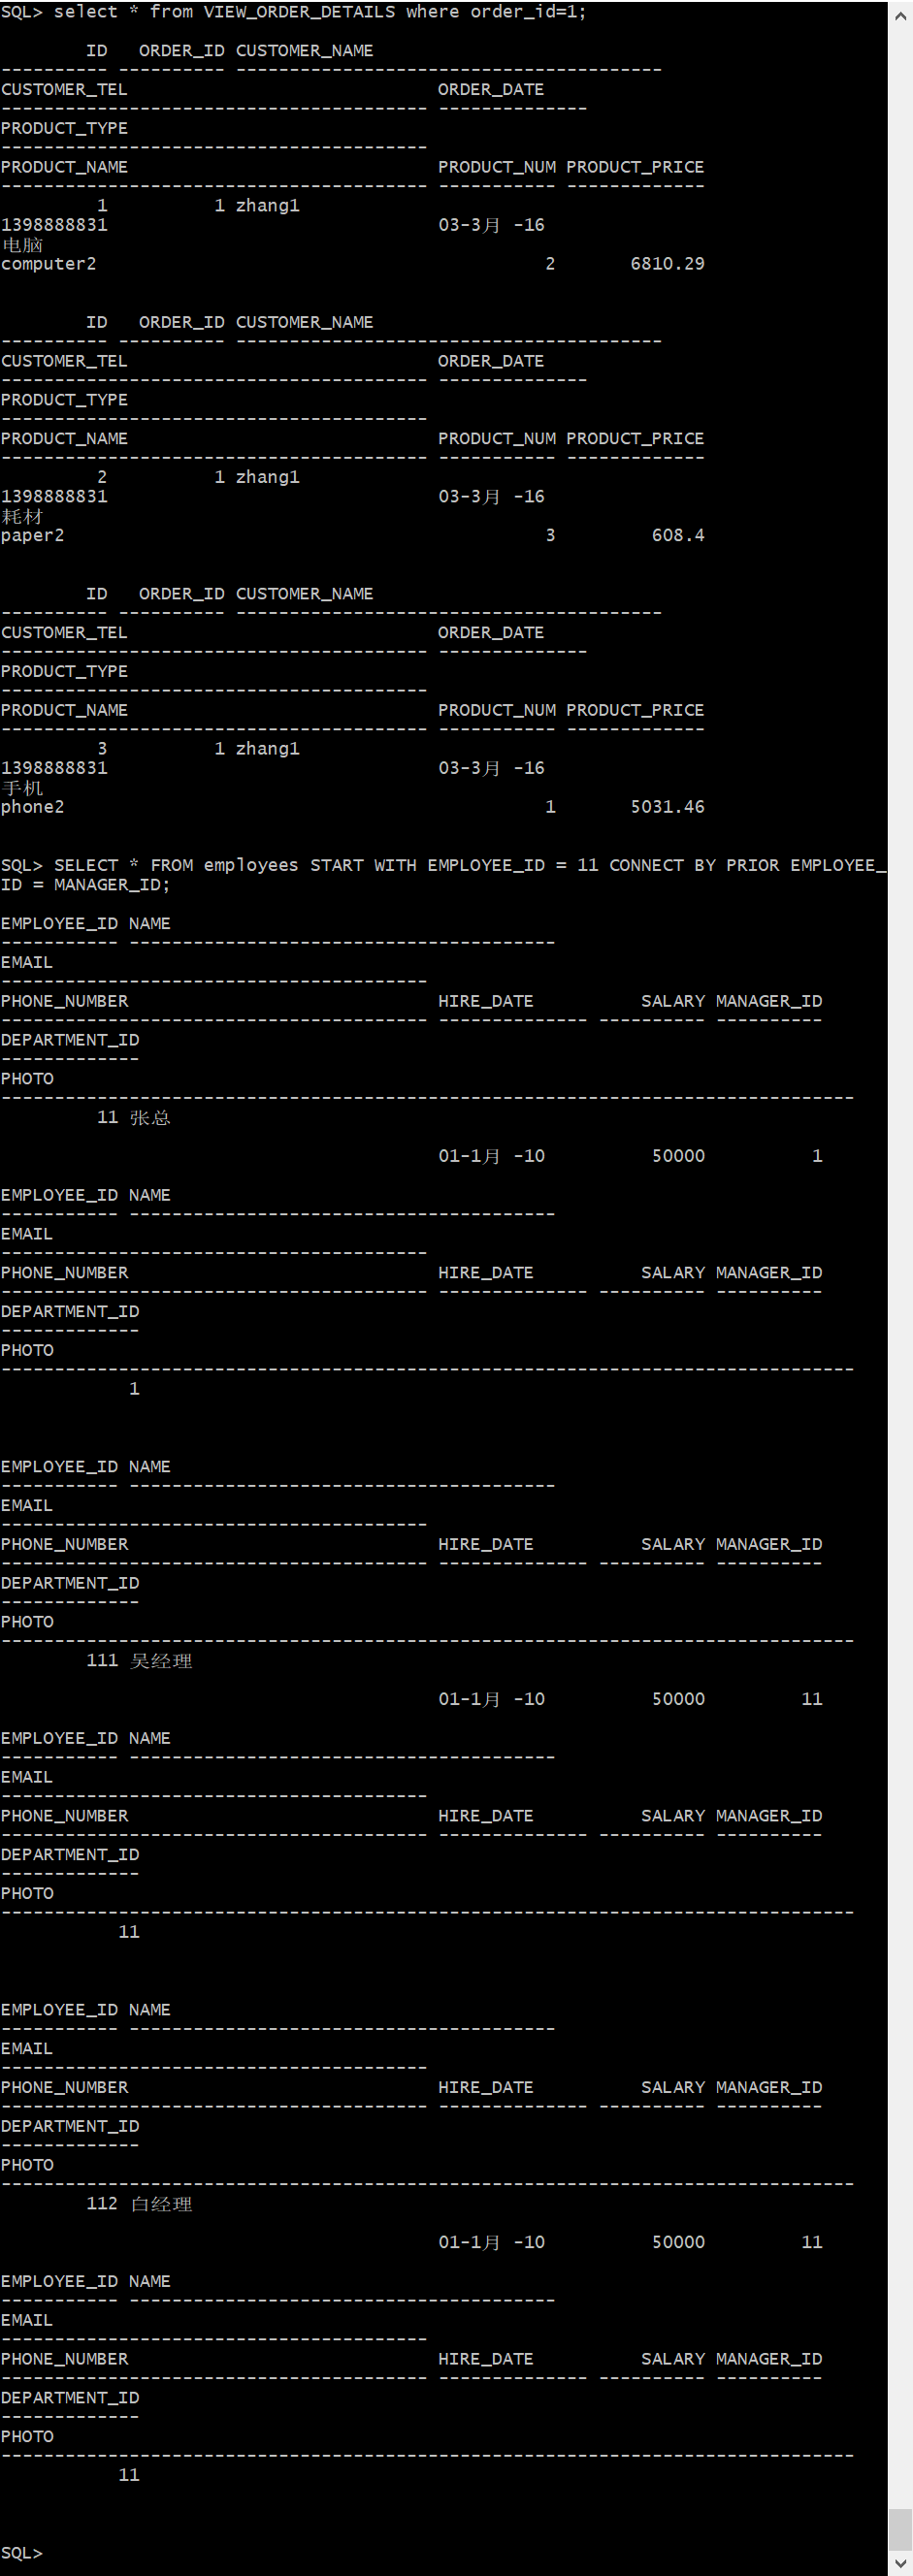 SQL> select * from VIEW_ORDER_DETAILS where order_id=1;
        ID   ORDER_ID CUSTOMER_NAME
---------- ---------- ----------------------------------------
CUSTOMER_TEL                             ORDER_DATE
---------------------------------------- --------------
PRODUCT_TYPE
----------------------------------------
PRODUCT_NAME                             PRODUCT_NUM PRODUCT_PRICE
---------------------------------------- ----------- -------------
         1          1 zhang1
1398888831                               03-3月 -16
电脑
computer2                                          2       6810.29
        ID   ORDER_ID CUSTOMER_NAME
---------- ---------- ----------------------------------------
CUSTOMER_TEL                             ORDER_DATE
---------------------------------------- --------------
PRODUCT_TYPE
----------------------------------------
PRODUCT_NAME                             PRODUCT_NUM PRODUCT_PRICE
---------------------------------------- ----------- -------------
         2          1 zhang1
1398888831                               03-3月 -16
耗材
paper2                                             3         608.4
        ID   ORDER_ID CUSTOMER_NAME
---------- ---------- ----------------------------------------
CUSTOMER_TEL                             ORDER_DATE
---------------------------------------- --------------
PRODUCT_TYPE
----------------------------------------
PRODUCT_NAME                             PRODUCT_NUM PRODUCT_PRICE
---------------------------------------- ----------- -------------
         3          1 zhang1
1398888831                               03-3月 -16
手机
phone2                                             1       5031.46
SQL> SELECT * FROM employees START WITH EMPLOYEE_ID = 11 CONNECT BY PRIOR EMPLOYEE_
ID = MANAGER_ID;
EMPLOYEE_ID NAME
----------- ----------------------------------------
EMAIL
----------------------------------------
PHONE_NUMBER                             HIRE_DATE          SALARY MANAGER_ID
---------------------------------------- -------------- ---------- ----------
DEPARTMENT_ID
-------------
PHOTO
--------------------------------------------------------------------------------
         11 张总
                                         01-1月 -10          50000          1
EMPLOYEE_ID NAME
----------- ----------------------------------------
EMAIL
----------------------------------------
PHONE_NUMBER                             HIRE_DATE          SALARY MANAGER_ID
---------------------------------------- -------------- ---------- ----------
DEPARTMENT_ID
-------------
PHOTO
--------------------------------------------------------------------------------
            1
EMPLOYEE_ID NAME
----------- ----------------------------------------
EMAIL
----------------------------------------
PHONE_NUMBER                             HIRE_DATE          SALARY MANAGER_ID
---------------------------------------- -------------- ---------- ----------
DEPARTMENT_ID
-------------
PHOTO
--------------------------------------------------------------------------------
        111 吴经理
                                         01-1月 -10          50000         11
EMPLOYEE_ID NAME
----------- ----------------------------------------
EMAIL
----------------------------------------
PHONE_NUMBER                             HIRE_DATE          SALARY MANAGER_ID
---------------------------------------- -------------- ---------- ----------
DEPARTMENT_ID
-------------
PHOTO
--------------------------------------------------------------------------------
           11
EMPLOYEE_ID NAME
----------- ----------------------------------------
EMAIL
----------------------------------------
PHONE_NUMBER                             HIRE_DATE          SALARY MANAGER_ID
---------------------------------------- -------------- ---------- ----------
DEPARTMENT_ID
-------------
PHOTO
--------------------------------------------------------------------------------
        112 白经理
                                         01-1月 -10          50000         11
EMPLOYEE_ID NAME
----------- ----------------------------------------
EMAIL
----------------------------------------
PHONE_NUMBER                             HIRE_DATE          SALARY MANAGER_ID
---------------------------------------- -------------- ---------- ----------
DEPARTMENT_ID
-------------
PHOTO
--------------------------------------------------------------------------------
           11
SQL>